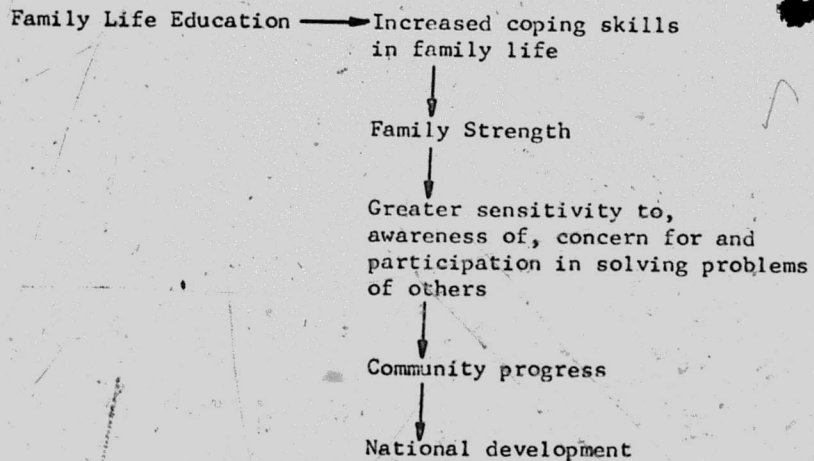 Family Life Education Increased coping skills
in family life
Family Strength
Greater sensitivity to,
awareness of, concern for and
participation in solving problems
of others
Community progress
National development